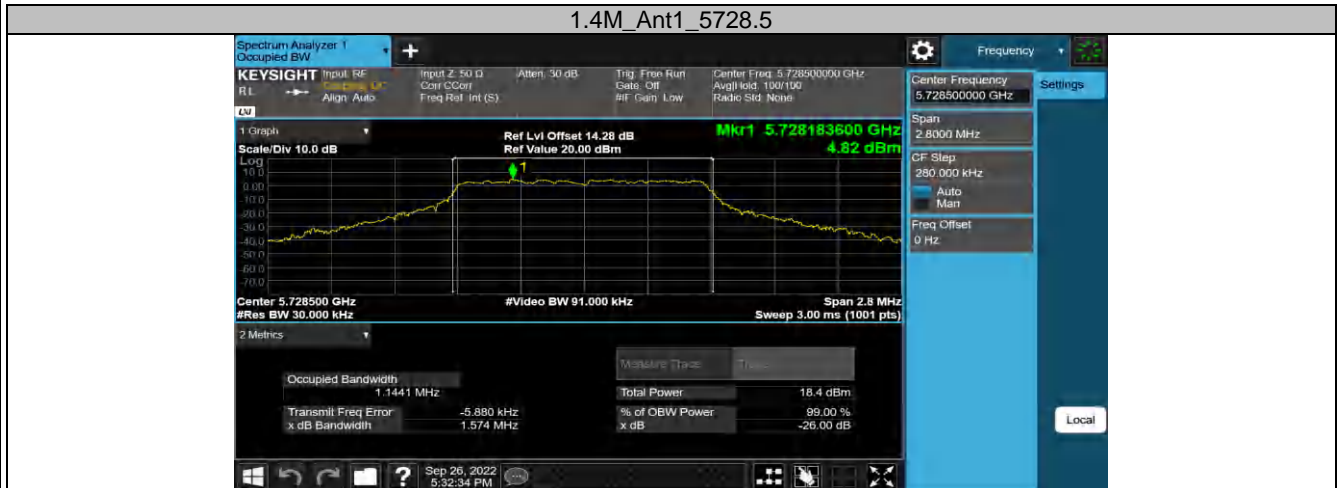 1.4M_Ant1_5728.5
Spectrum Analyzer 1
Occupied BW
+
Frequency
KEYSIGHT Input: RF Input Z: 50 Ω Atten: 30 dB Trig: Free Run Center Freq: 5.728500000 GHz
RL Coupling: DC Corr CCorr Gate: Off Avg|Hold: 100/100
Align: Auto Freq Ref: Int (S) #IF Gain: Low Radio Std: None
LXI
Center Frequency
5.728500000 GHz
Settings
Span
2.8000 MHz
CF Step
280.000 kHz
Auto
Man
Freq Offset
0 Hz
1 Graph
Scale/Div 10.0 dB
Ref Lvl Offset 14.28 dB
Ref Value 20.00 dBm
Mkr1 5.728183600 GHz
4.82 dBm
Log
10.0
0.00
-10.0
-20.0
-30.0
-40.0
-50.0
-60.0
-70.0
1
Center 5.728500 GHz #Video BW 91.000 kHz Span 2.8 MHz
#Res BW 30.000 kHz Sweep 3.00 ms (1001 pts)
2 Metrics
Measure Trace
Occupied Bandwidth
1.1441 MHz
Total Power 18.4 dBm
Transmit Freq Error -5.880 kHz % of OBW Power 99.00 %
x dB Bandwidth 1.574 MHz x dB -26.00 dB
Local
? Sep 26, 2022
5:32:34 PM